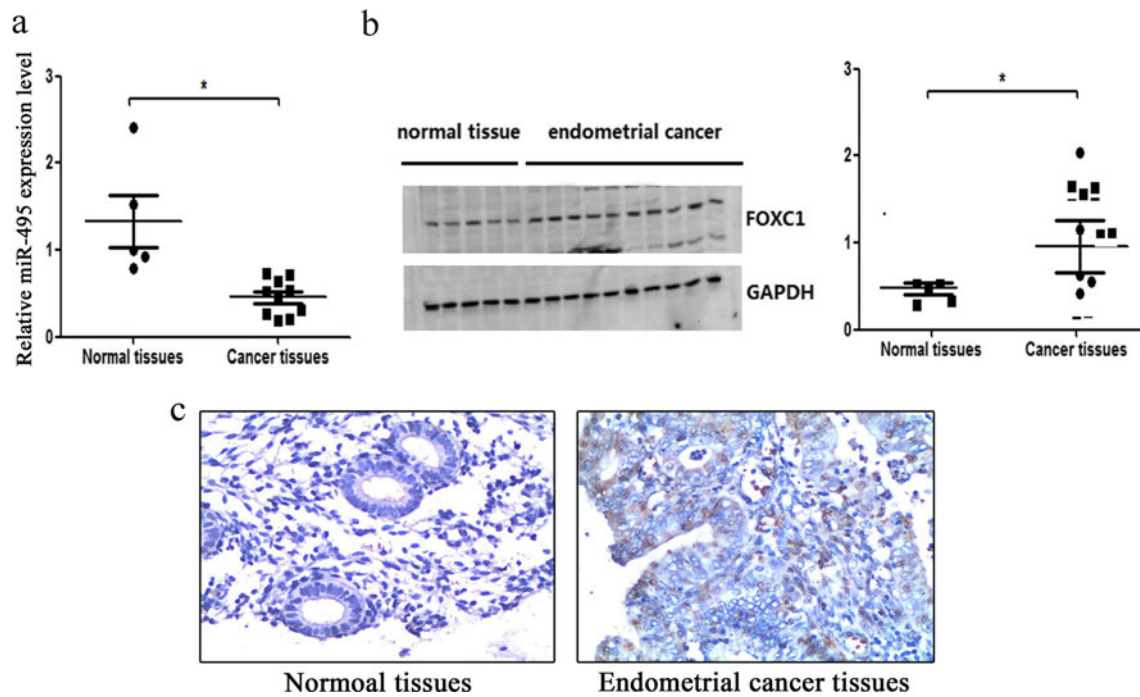 a
b
Relative miR-495 expression level
3
2
1
0
*
Normal tissues
Cancer tissues
normal tissue
endometrial cancer
FOXC1
GAPDH
3
2
1
0
*
Normal tissues
Cancer tissues
c
Normoal tissues
Endometrial cancer tissues